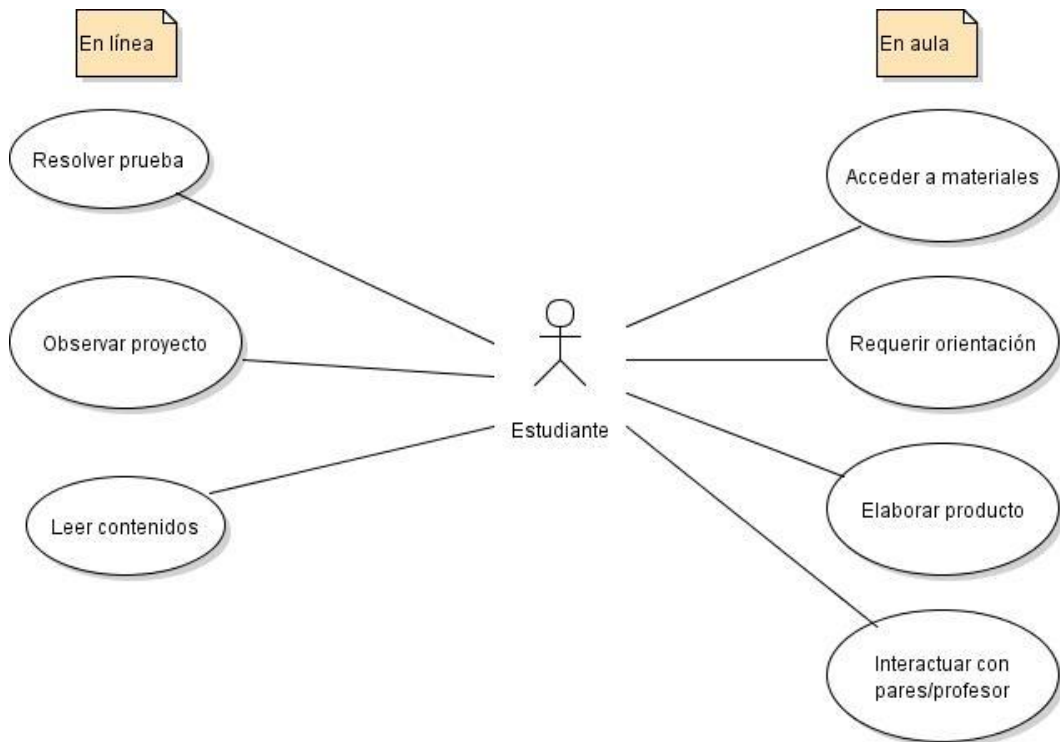 En línea
En aula
Resolver prueba
Acceder a materiales
Observar proyecto
Requerir orientación
Estudiante
Leer contenidos
Elaborar producto
Interactuar con
pares/profesor